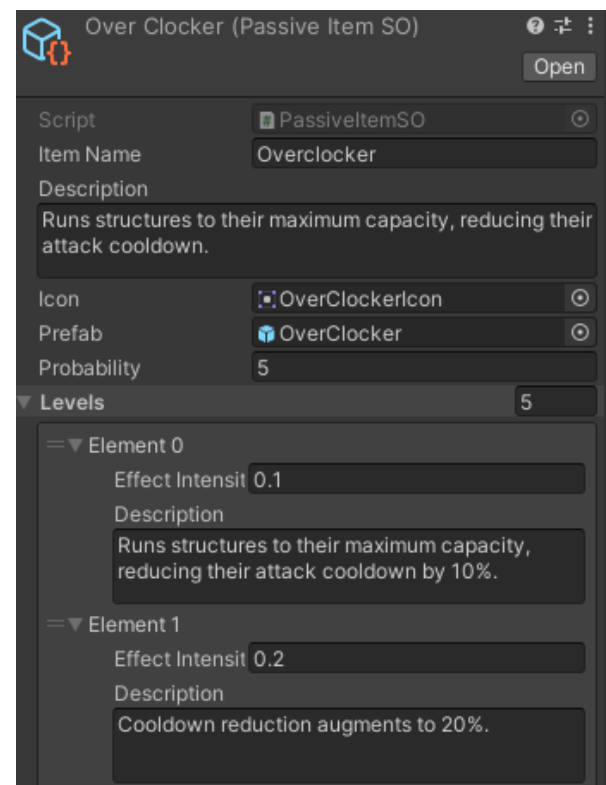 Over Clocker (Passive Item SO)
Open
Script PassiveItemSO
Item Name Overclocker
Description
Runs structures to their maximum capacity, reducing their
attack cooldown.
Icon OverClockerIcon
Prefab OverClocker
Probability 5
Levels 5
Element 0
Effect Intensit 0.1
Description
Runs structures to their maximum capacity,
reducing their attack cooldown by 10%.
Element 1
Effect Intensit 0.2
Description
Cooldown reduction augments to 20%.